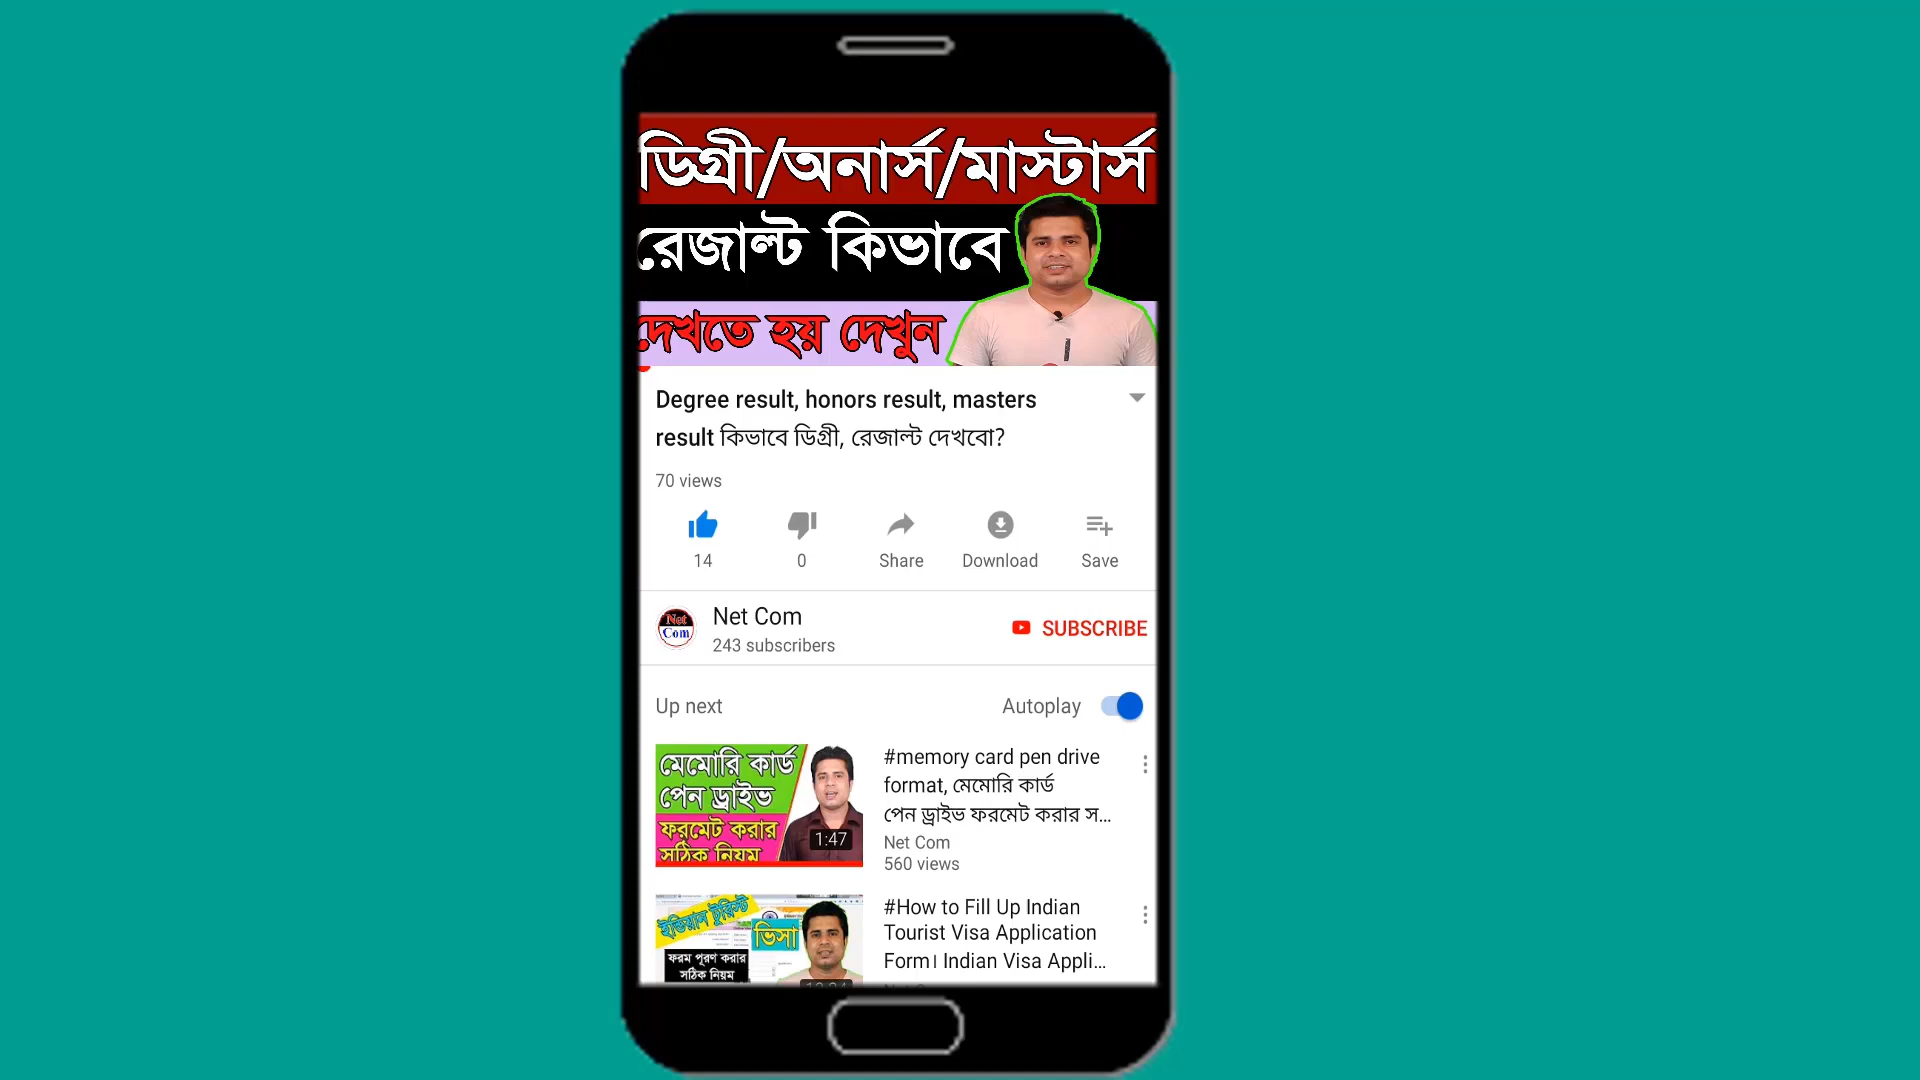 ডিগ্রী/অনার্স/মাস্টার্স
রেজাল্ট কিভাবে
দেখতে হয় দেখুন
Degree result, honors result, masters
result কিভাবে ডিগ্রী, রেজাল্ট দেখবো?
70 views
14
0
Share
Download
Save
Net Com
Net Com
243 subscribers
SUBSCRIBE
Up next
Autoplay
মেমোরি কার্ড
পেন ড্রাইভ
ফরমেট করার
সঠিক নিয়ম
1:47
#memory card pen drive
format, মেমোরি কার্ড
পেন ড্রাইভ ফরমেট করার স...
Net Com
560 views
ইন্ডিয়ান টুরিস্ট
ভিসা
ফরম পূরণ করার
সঠিক নিয়ম
#How to Fill Up Indian
Tourist Visa Application
Form। Indian Visa Appli...